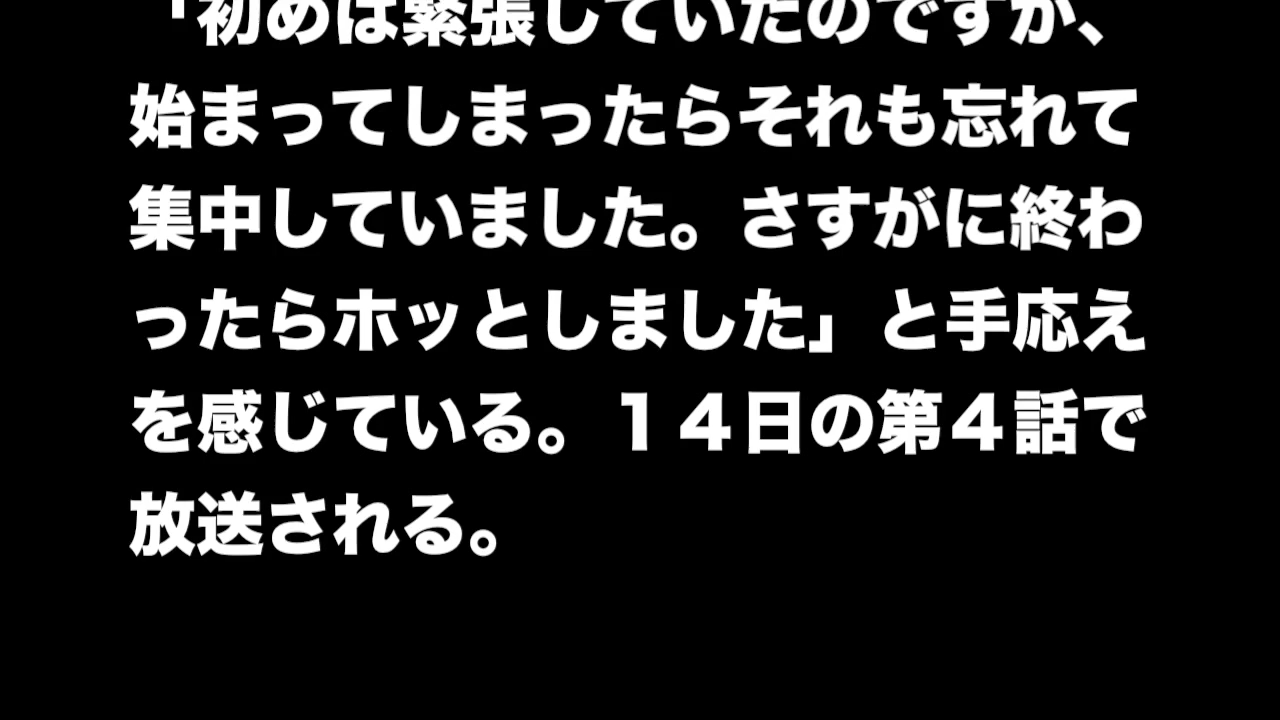 「初めは緊張していたのですが、
始まってしまったらそれも忘れて
集中していました。さすがに終わ
ったらホッとしました」と手応え
を感じている。１４日の第４話で
放送される。